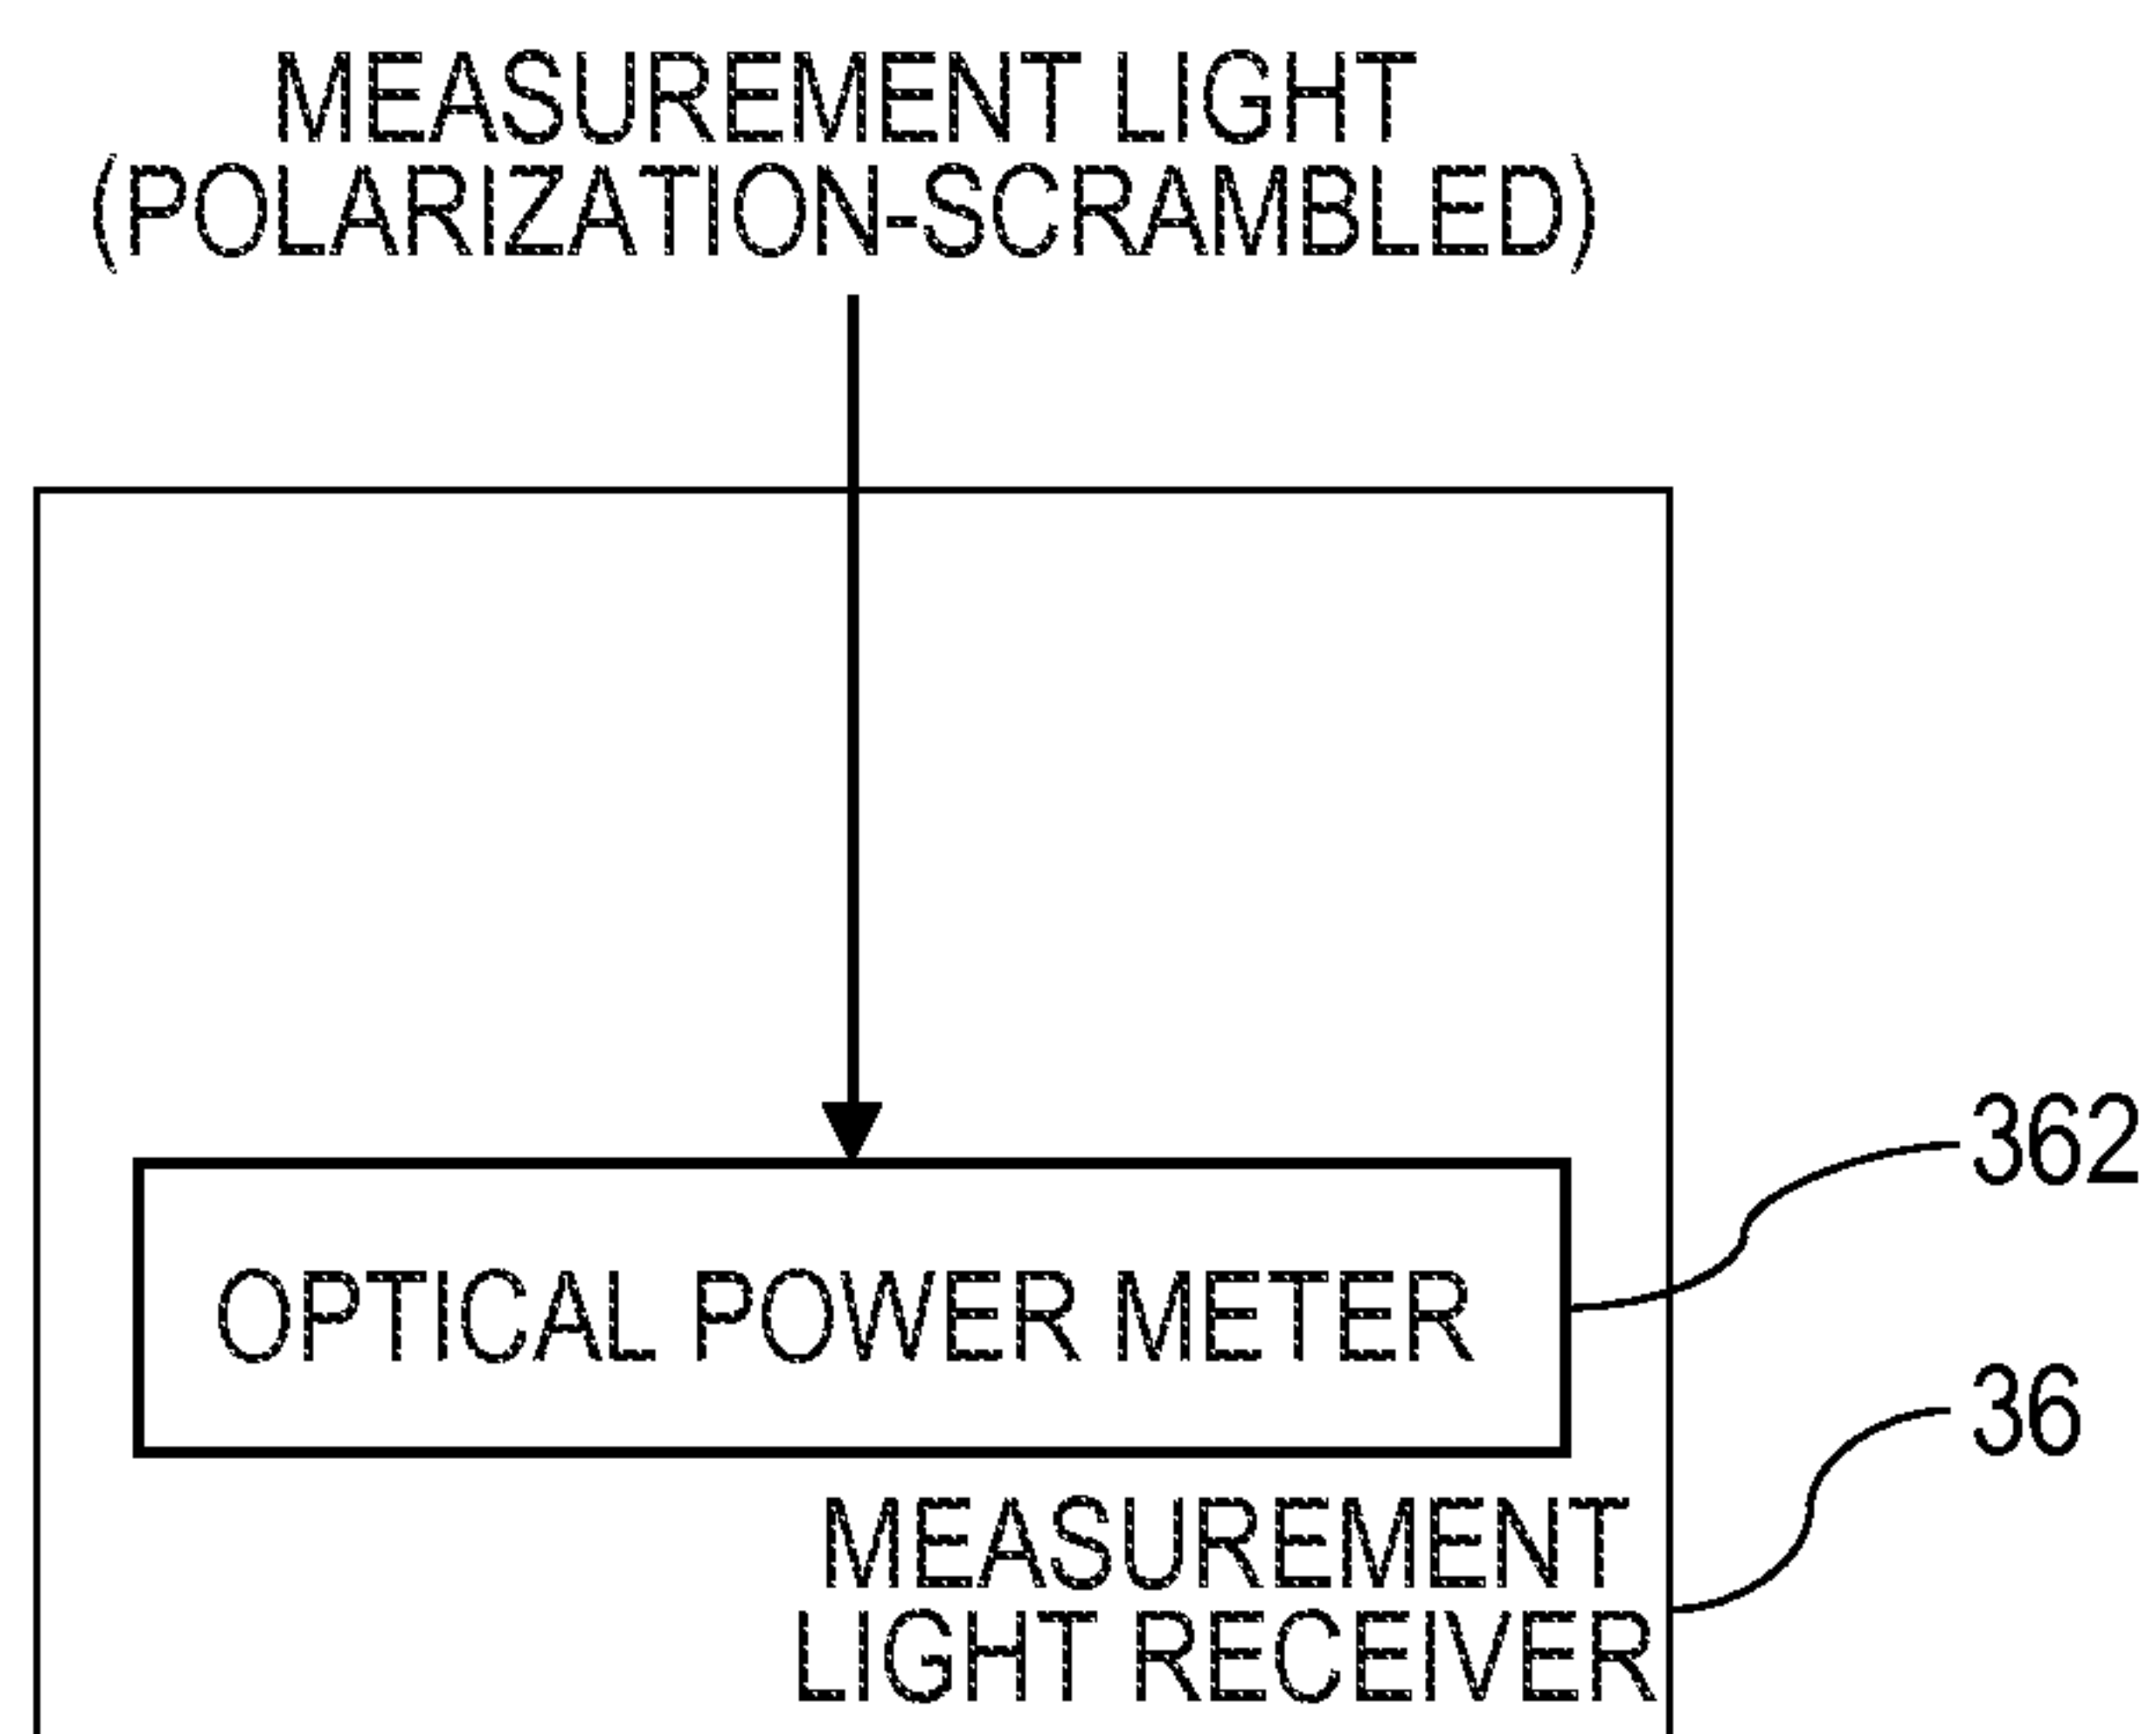 MEASUREMENT LIGHT
(POLARIZATION-SCRAMBLED)
362
OPTICAL POWER METER
36
MEASUREMENT
LIGHT RECEIVER